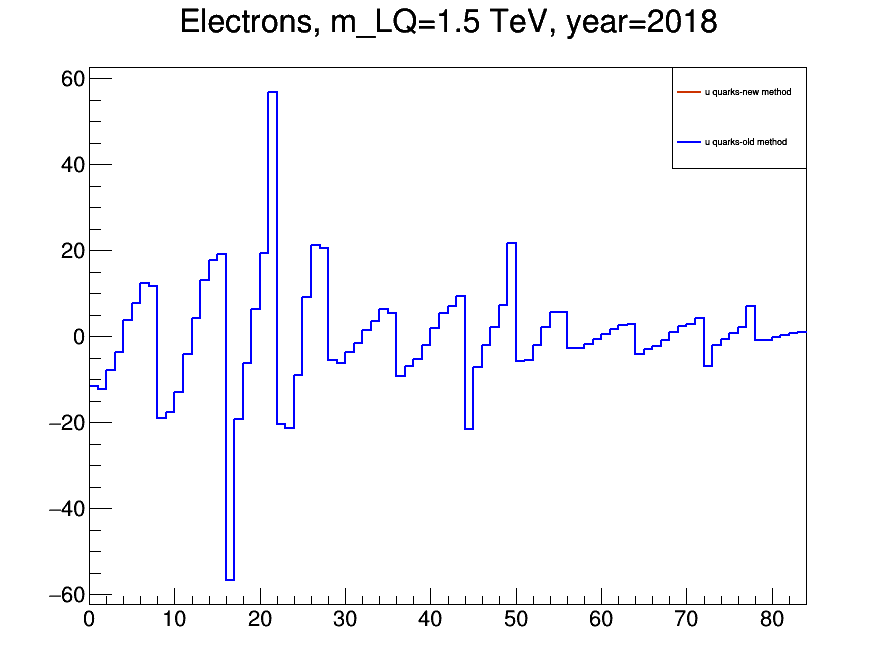 Electrons, m_LQ=1.5 TeV, year=2018
u quarks-new method
u quarks-old method
60
40
20
0
−20
−40
−60
0 10 20 30 40 50 60 70 80